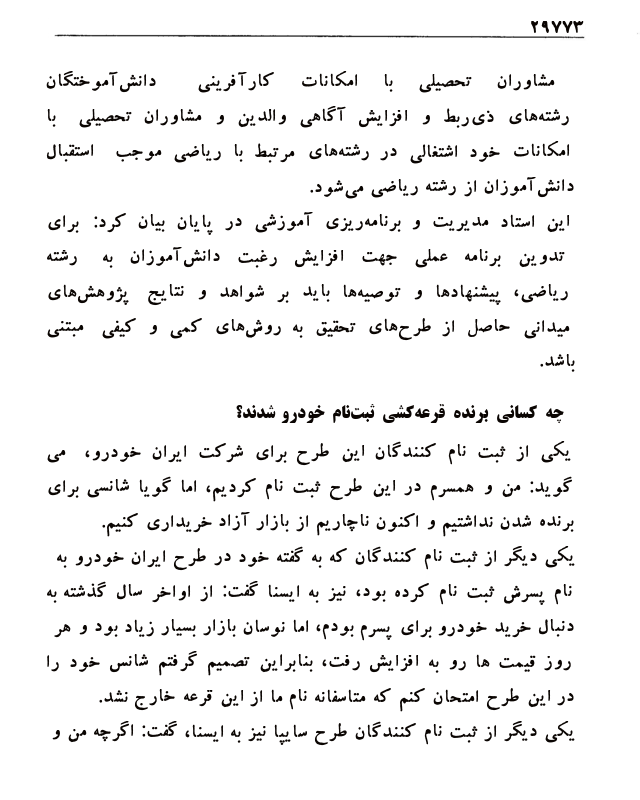 ۲۹۷۷۳
مشاوران تحصیلی با امکانات کارآفرینی دانش‌آموختگان
رشته‌های ذی‌ربط و افزایش آگاهی والدین و مشاوران تحصیلی با
امکانات خود اشتغالی در رشته‌های مرتبط با ریاضی موجب استقبال
دانش‌آموزان از رشته ریاضی می‌شود.
این استاد مدیریت و برنامه‌ریزی آموزشی در پایان بیان کرد: برای
تدوین برنامه عملی جهت افزایش رغبت دانش‌آموزان به رشته
ریاضی، پیشنهادها و توصیه‌ها باید بر شواهد و نتایج پژوهش‌های
میدانی حاصل از طرح‌های تحقیق به روش‌های کمی و کیفی مبتنی
باشد.
چه کسانی برنده قرعه‌کشی ثبت‌نام خودرو شدند؟
یکی از ثبت نام کنندگان این طرح برای شرکت ایران خودرو، می
گوید: من و همسرم در این طرح ثبت نام کردیم، اما گویا شانسی برای
برنده شدن نداشتیم و اکنون ناچاریم از بازار آزاد خریداری کنیم.
یکی دیگر از ثبت نام کنندگان که به گفته خود در طرح ایران خودرو به
نام پسرش ثبت نام کرده بود، نیز به ایسنا گفت: از اواخر سال گذشته به
دنبال خرید خودرو برای پسرم بودم، اما نوسان بازار بسیار زیاد بود و هر
روز قیمت ها رو به افزایش رفت، بنابراین تصمیم گرفتم شانس خود را
در این طرح امتحان کنم که متاسفانه نام ما از این قرعه خارج نشد.
یکی دیگر از ثبت نام کنندگان طرح سایپا نیز به ایسنا، گفت: اگرچه من و